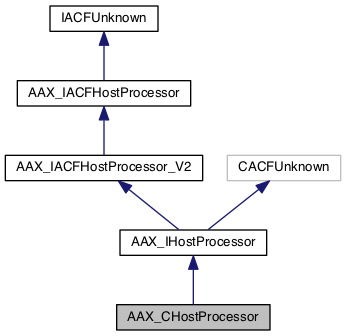 IACFUnknown
AAX_IACFHostProcessor
AAX_IACFHostProcessor_V2
CACFUnknown
AAX_IHostProcessor
AAX_CHostProcessor